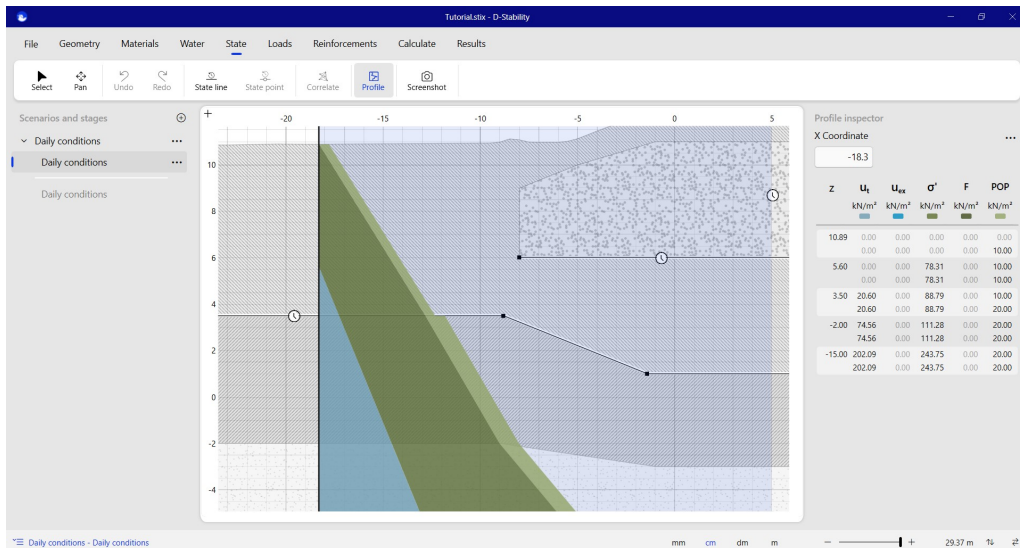 Tutorial.stix - D-Stability
File Geometry Materials Water State Loads Reinforcements Calculate Results
Select Pan Undo Redo State line State point Correlate Profile Screenshot
Scenarios and stages
Daily conditions
Daily conditions
Daily conditions
-20 -15 -10 -5 0 5
10
8
6
4
2
0
-2
-4
Profile inspector
X Coordinate
-18.3
z ut uex σ' F POP
kN/m² kN/m² kN/m² kN/m² kN/m²
10.89 0.00 0.00 0.00 0.00 0.00
0.00 0.00 0.00 0.00 10.00
5.60 0.00 0.00 78.31 0.00 10.00
0.00 0.00 78.31 0.00 10.00
3.50 20.60 0.00 88.79 0.00 10.00
20.60 0.00 88.79 0.00 20.00
-2.00 74.56 0.00 111.28 0.00 20.00
74.56 0.00 111.28 0.00 20.00
-15.00 202.09 0.00 243.75 0.00 20.00
202.09 0.00 243.75 0.00 20.00
Daily conditions - Daily conditions
mm cm dm m
29.37 m